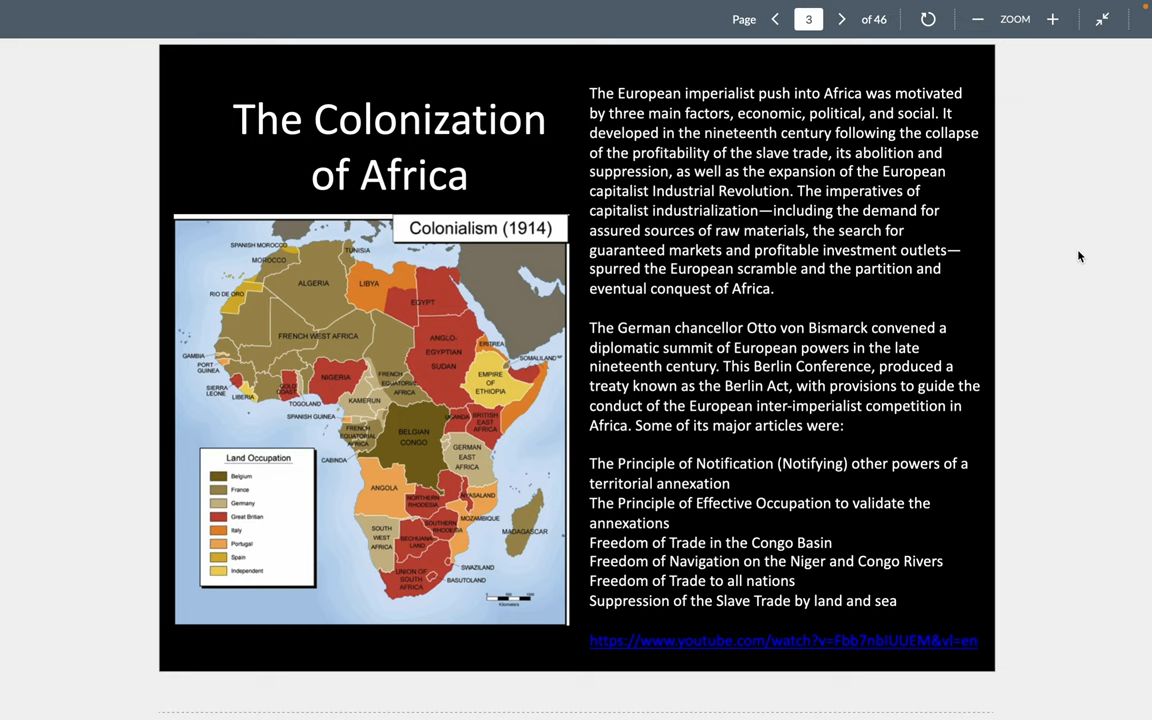 Page 3 of 46 ZOOM
The Colonization
of Africa
Colonialism (1914)
SPANISH MOROCCO
TUNISIA
MOROCCO
ALGERIA
LIBYA
EGYPT
RIO DE ORO
FRENCH WEST AFRICA
ANGLO-
EGYPTIAN
SUDAN
ERITREA
SOMALILAND
GAMBIA
PORT.
GUINEA
SIERRA
LEONE
LIBERIA
GOLD
COAST
TOGOLAND
NIGERIA
KAMERUN
FRENCH
EQUATORIAL
AFRICA
EMPIRE
OF
ETHIOPIA
SPANISH GUINEA
FRENCH
EQUATORIAL
AFRICA
BELGIAN
CONGO
UGANDA
BRITISH
EAST
AFRICA
GERMAN
EAST
AFRICA
CABINDA
ANGOLA
NORTHERN
RHODESIA
NYASALAND
MOZAMBIQUE
MADAGASCAR
SOUTH
WEST
AFRICA
BECHUANA-
LAND
SOUTHERN
RHODESIA
UNION OF
SOUTH
AFRICA
SWAZILAND
BASUTOLAND
Kilometers
Land Occupation
Belgium
France
Germany
Great Britian
Italy
Portugal
Spain
Independent
The European imperialist push into Africa was motivated
by three main factors, economic, political, and social. It
developed in the nineteenth century following the collapse
of the profitability of the slave trade, its abolition and
suppression, as well as the expansion of the European
capitalist Industrial Revolution. The imperatives of
capitalist industrialization—including the demand for
assured sources of raw materials, the search for
guaranteed markets and profitable investment outlets—
spurred the European scramble and the partition and
eventual conquest of Africa.
The German chancellor Otto von Bismarck convened a
diplomatic summit of European powers in the late
nineteenth century. This Berlin Conference, produced a
treaty known as the Berlin Act, with provisions to guide the
conduct of the European inter-imperialist competition in
Africa. Some of its major articles were:
The Principle of Notification (Notifying) other powers of a
territorial annexation
The Principle of Effective Occupation to validate the
annexations
Freedom of Trade in the Congo Basin
Freedom of Navigation on the Niger and Congo Rivers
Freedom of Trade to all nations
Suppression of the Slave Trade by land and sea